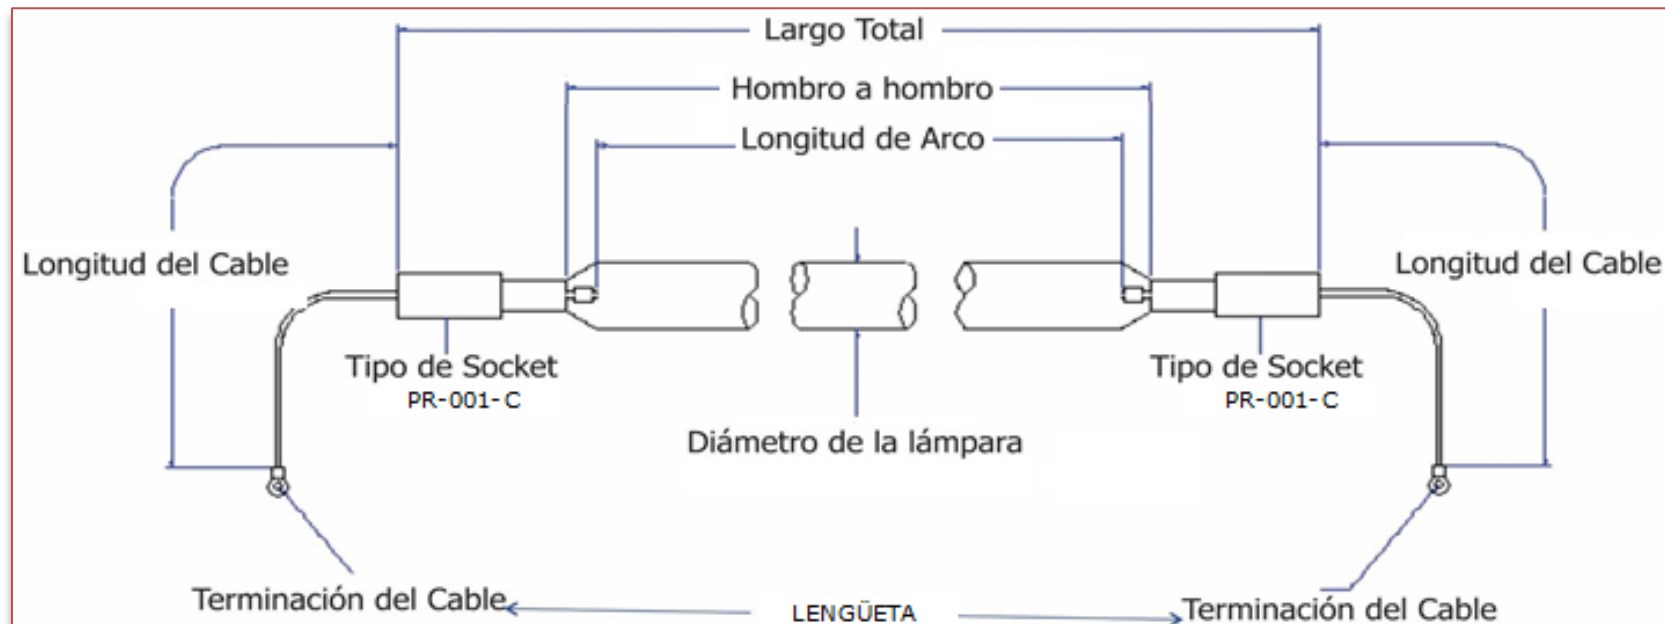 Largo Total
Hombro a hombro
Longitud de Arco
Longitud del Cable
Longitud del Cable
Tipo de Socket
PR-001-C
Tipo de Socket
PR-001-C
Diámetro de la lámpara
Terminación del Cable
LENGÜETA
Terminación del Cable